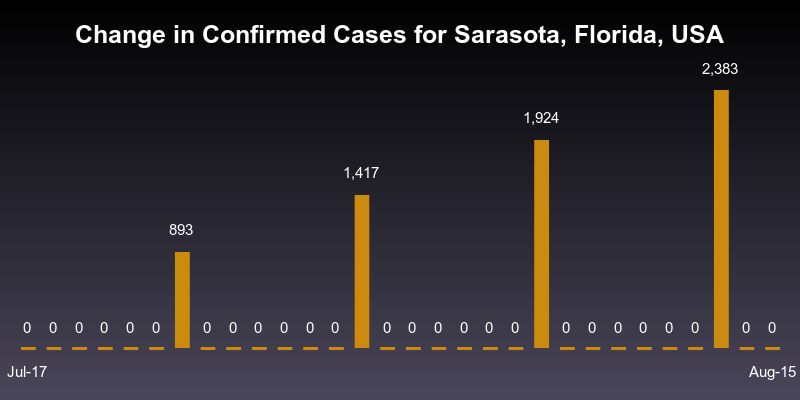 Change in Confirmed Cases for Sarasota, Florida, USA
2,383
1,924
1,417
893
0 0 0 0 0 0 0 0 0 0 0 0 0 0 0 0 0 0 0 0 0 0 0 0 0 0
Jul-17 Aug-15